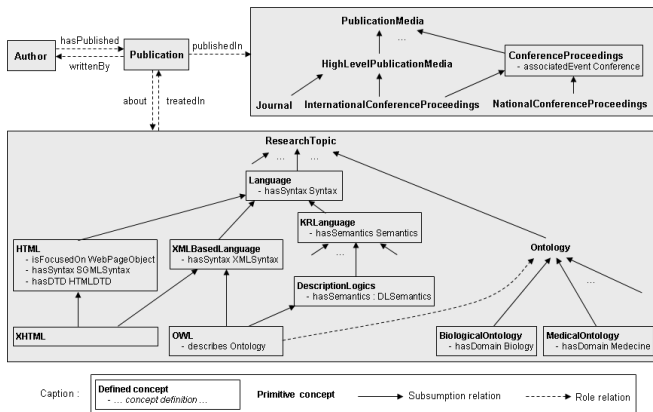 PublicationMedia
...
hasPublished
Author
Publication
publishedIn
writtenBy
HighLevelPublicationMedia
ConferenceProceedings
- associatedEvent Conference
about
treatedIn
Journal
InternationalConferenceProceedings
NationalConferenceProceedings
ResearchTopic
... ...
Language
- hasSyntax Syntax
KRLanguage
- hasSemantics Semantics
...
HTML
- isFocusedOn WebPageObject
- hasSyntax SGMLSyntax
- hasDTD HTMLDTD
XMLBasedLanguage
- hasSyntax XMLSyntax
Ontology
DescriptionLogics
- hasSemantics : DLSemantics
...
XHTML
OWL
- describes Ontology
BiologicalOntology
- hasDomain Biology
MedicalOntology
- hasDomain Medecine
Caption :
Defined concept
- ... concept definition ...
Primitive concept
Subsumption relation
Role relation